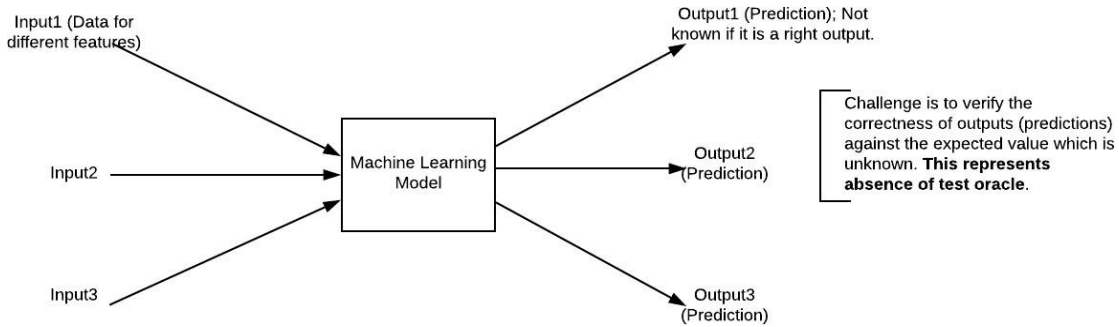 Input1 (Data for
different features)
Output1 (Prediction); Not
known if it is a right output.
Challenge is to verify the
correctness of outputs (predictions)
against the expected value which is
unknown. This represents
absence of test oracle.
Machine Learning
Model
Input2
Output2
(Prediction)
Input3
Output3
(Prediction)